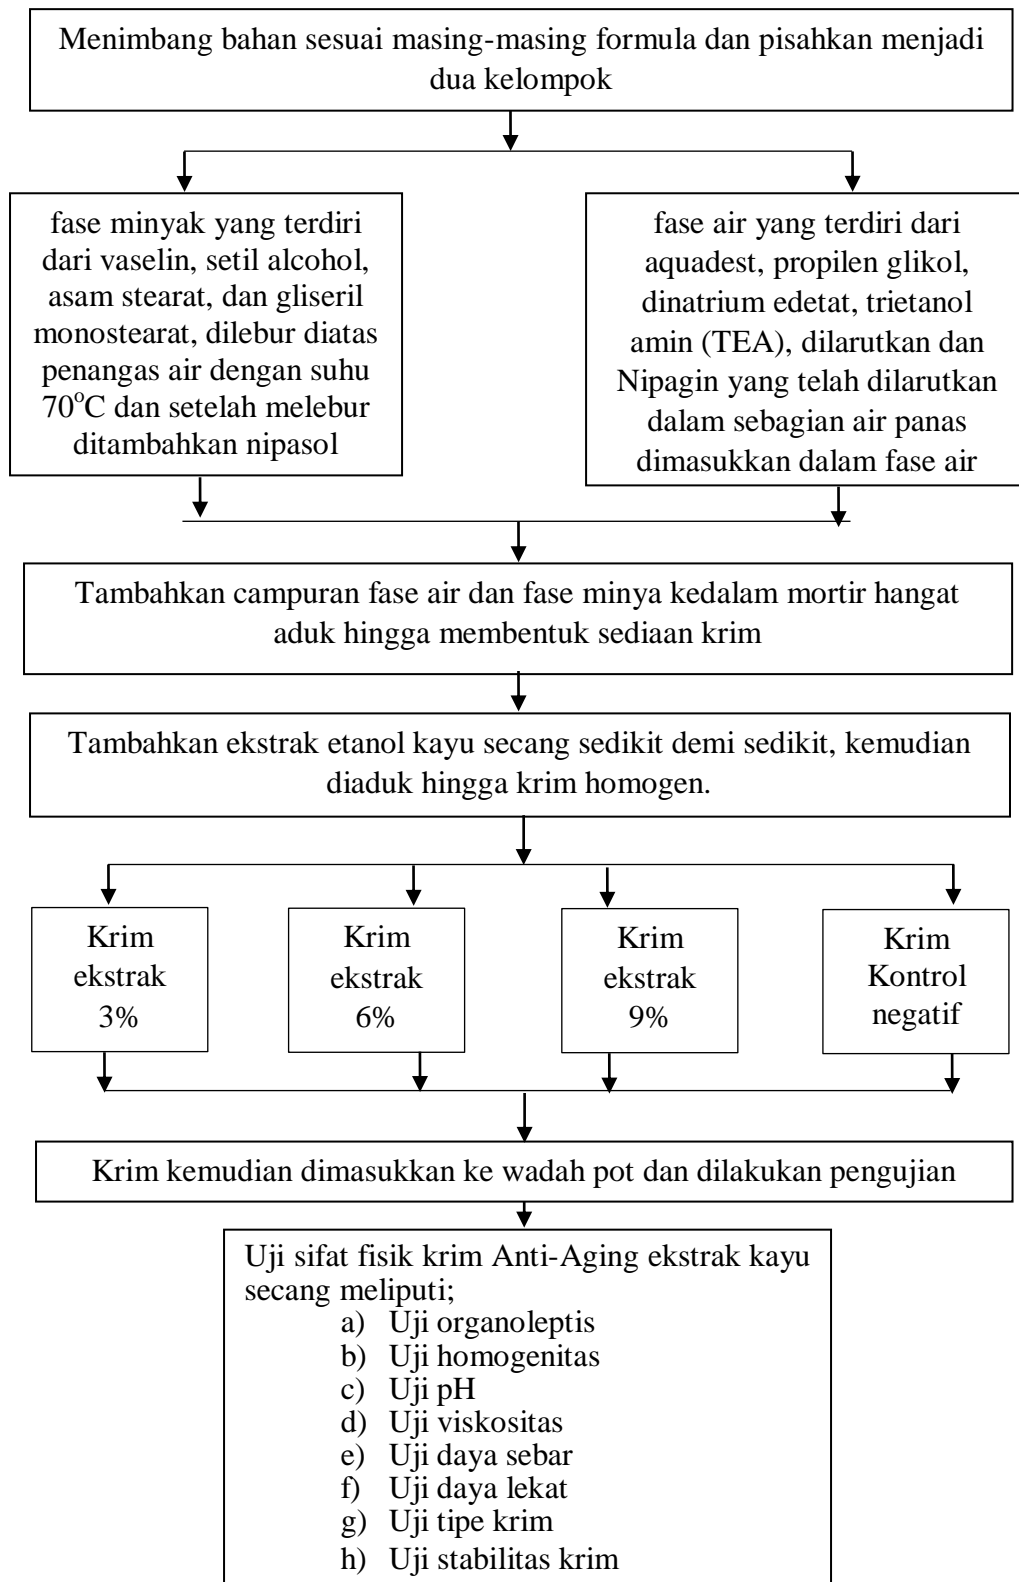 Menimbang bahan sesuai masing-masing formula dan pisahkan menjadi
dua kelompok
fase minyak yang terdiri
dari vaselin, setil alcohol,
asam stearat, dan gliseril
monostearat, dilebur diatas
penangas air dengan suhu
70°C dan setelah melebur
ditambahkan nipasol
fase air yang terdiri dari
aquadest, propilen glikol,
dinatrium edetat, trietanol
amin (TEA), dilarutkan dan
Nipagin yang telah dilarutkan
dalam sebagian air panas
dimasukkan dalam fase air
Tambahkan campuran fase air dan fase minya kedalam mortir hangat
aduk hingga membentuk sediaan krim
Tambahkan ekstrak etanol kayu secang sedikit demi sedikit, kemudian
diaduk hingga krim homogen.
Krim
ekstrak
3%
Krim
ekstrak
6%
Krim
ekstrak
9%
Krim
Kontrol
negatif
Krim kemudian dimasukkan ke wadah pot dan dilakukan pengujian
Uji sifat fisik krim Anti-Aging ekstrak kayu
secang meliputi;
a) Uji organoleptis
b) Uji homogenitas
c) Uji pH
d) Uji viskositas
e) Uji daya sebar
f) Uji daya lekat
g) Uji tipe krim
h) Uji stabilitas krim